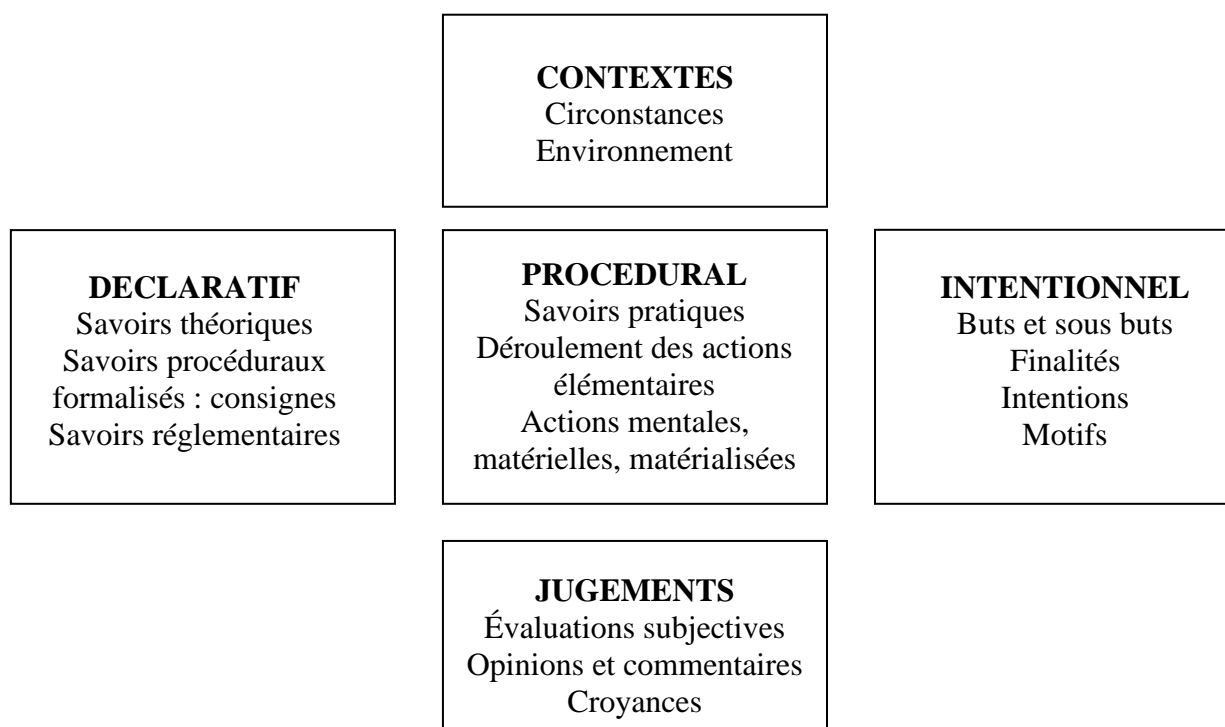 CONTEXTES
Circonstances
Environnement
DECLARATIF
Savoirs théoriques
Savoirs procéduraux
formalisés : consignes
Savoirs réglementaires
PROCEDURAL
Savoirs pratiques
Déroulement des actions
élémentaires
Actions mentales,
matérielles, matérialisées
INTENTIONNEL
Buts et sous buts
Finalités
Intentions
Motifs
JUGEMENTS
Évaluations subjectives
Opinions et commentaires
Croyances